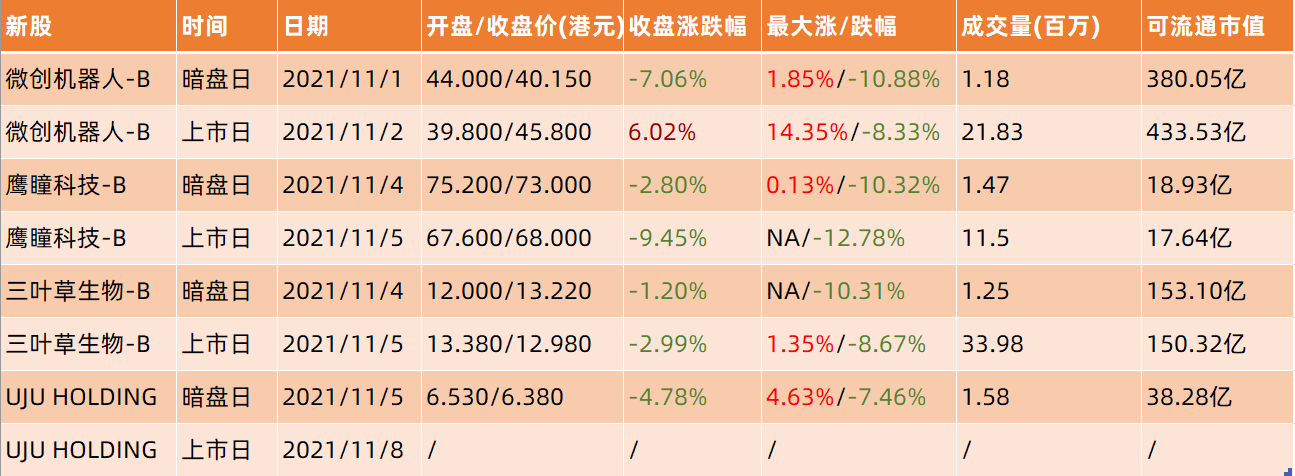 新股 时间 日期 开盘/收盘价(港元) 收盘涨跌幅 最大涨/跌幅 成交量(百万) 可流通市值
微创机器人-B 暗盘日 2021/11/1 44.000/40.150 -7.06% 1.85%/-10.88% 1.18 380.05亿
微创机器人-B 上市日 2021/11/2 39.800/45.800 6.02% 14.35%/-8.33% 21.83 433.53亿
鹰瞳科技-B 暗盘日 2021/11/4 75.200/73.000 -2.80% 0.13%/-10.32% 1.47 18.93亿
鹰瞳科技-B 上市日 2021/11/5 67.600/68.000 -9.45% NA/-12.78% 11.5 17.64亿
三叶草生物-B 暗盘日 2021/11/4 12.000/13.220 -1.20% NA/-10.31% 1.25 153.10亿
三叶草生物-B 上市日 2021/11/5 13.380/12.980 -2.99% 1.35%/-8.67% 33.98 150.32亿
UJU HOLDING 暗盘日 2021/11/5 6.530/6.380 -4.78% 4.63%/-7.46% 1.58 38.28亿
UJU HOLDING 上市日 2021/11/8 / / / / /